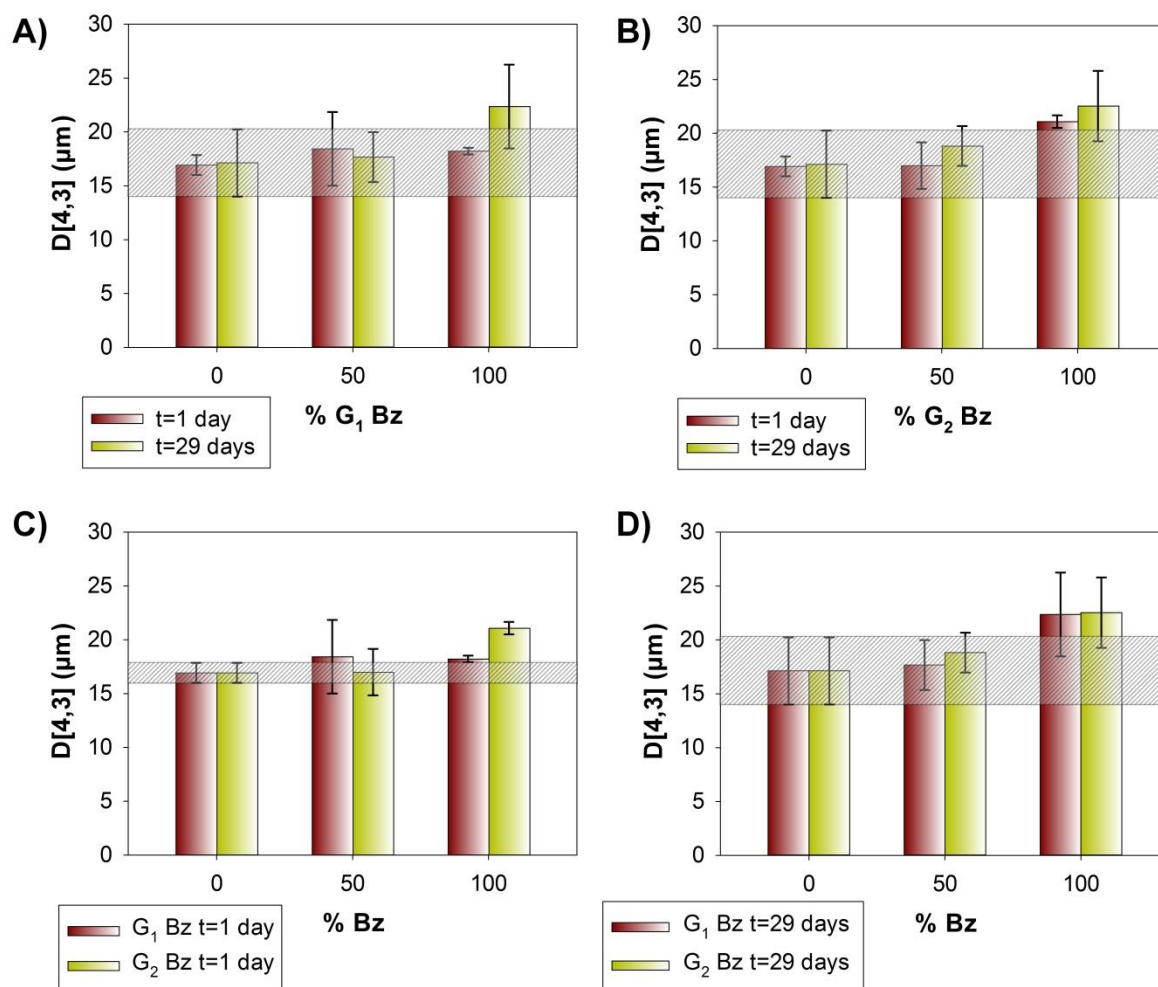 A)
30
25
20
15
10
5
0
D[4,3] (µm)
0 50 100
% G₁ Bz
t=1 day
t=29 days
B)
30
25
20
15
10
5
0
D[4,3] (µm)
0 50 100
% G₂ Bz
t=1 day
t=29 days
C)
30
25
20
15
10
5
0
D[4,3] (µm)
0 50 100
% Bz
G₁ Bz t=1 day
G₂ Bz t=1 day
D)
30
25
20
15
10
5
0
D[4,3] (µm)
0 50 100
% Bz
G₁ Bz t=29 days
G₂ Bz t=29 days